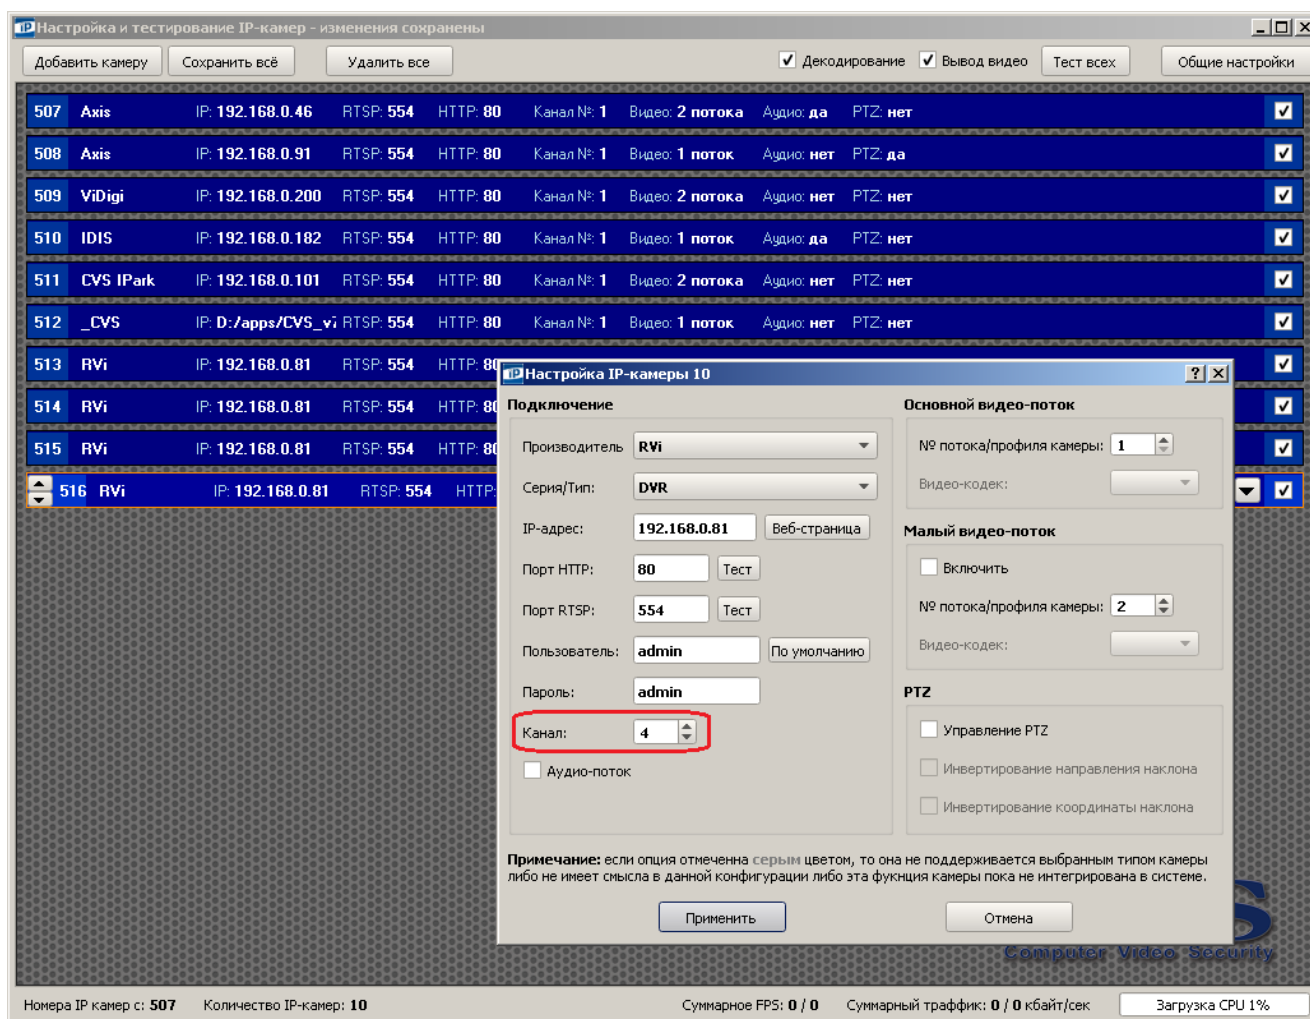 IP Настройка и тестирование IP-камер - изменения сохранены
Добавить камеру Сохранить всё Удалить все Декодирование Вывод видео Тест всех Общие настройки
507 Axis IP: 192.168.0.46 RTSP: 554 HTTP: 80 Канал №: 1 Видео: 2 потока Аудио: да PTZ: нет
508 Axis IP: 192.168.0.91 RTSP: 554 HTTP: 80 Канал №: 1 Видео: 1 поток Аудио: нет PTZ: да
509 ViDigi IP: 192.168.0.200 RTSP: 554 HTTP: 80 Канал №: 1 Видео: 2 потока Аудио: нет PTZ: нет
510 IDIS IP: 192.168.0.182 RTSP: 554 HTTP: 80 Канал №: 1 Видео: 1 поток Аудио: да PTZ: нет
511 CVS IPark IP: 192.168.0.101 RTSP: 554 HTTP: 80 Канал №: 1 Видео: 2 потока Аудио: нет PTZ: нет
512 _CVS IP: D:/apps/CVS_vi RTSP: 554 HTTP: 80 Канал №: 1 Видео: 1 поток Аудио: нет PTZ: нет
513 RVi IP: 192.168.0.81 RTSP: 554 HTTP: 80
514 RVi IP: 192.168.0.81 RTSP: 554 HTTP: 80
515 RVi IP: 192.168.0.81 RTSP: 554 HTTP: 80
516 RVi IP: 192.168.0.81 RTSP: 554 HTTP:
IP Настройка IP-камеры 10
Подключение
Производитель RVi
Серия/Тип: DVR
IP-адрес: 192.168.0.81 Веб-страница
Порт HTTP: 80 Тест
Порт RTSP: 554 Тест
Пользователь: admin По умолчанию
Пароль: admin
Канал: 4
Аудио-поток
Основной видео-поток
№ потока/профиля камеры: 1
Видео-кодек:
Малый видео-поток
Включить
№ потока/профиля камеры: 2
Видео-кодек:
PTZ
Управление PTZ
Инвертирование направления наклона
Инвертирование координаты наклона
Примечание: если опция отмеченна серым цветом, то она не поддерживается выбранным типом камеры
либо не имеет смысла в данной конфигурации либо эта фукнция камеры пока не интегрирована в системе.
Применить Отмена
S
Computer Video Security
Номера IP камер с: 507 Количество IP-камер: 10 Суммарное FPS: 0 / 0 Суммарный траффик: 0 / 0 кбайт/сек Загрузка CPU 1%